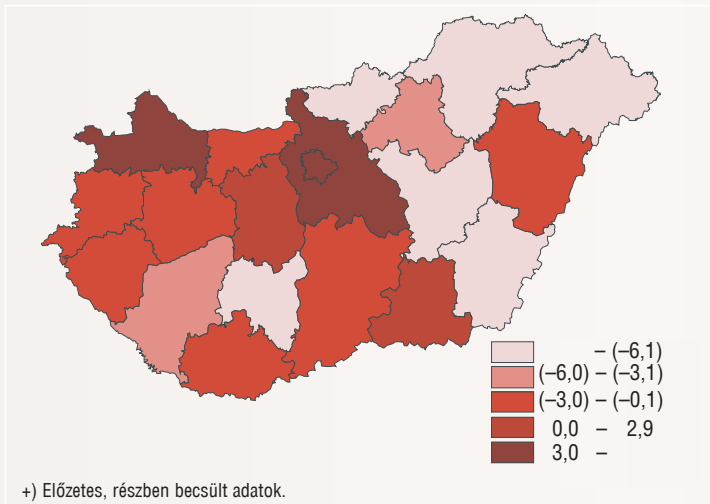 – (–6,1)
(–6,0) – (–3,1)
(–3,0) – (–0,1)
0,0 – 2,9
3,0 –
+) Előzetes, részben becsült adatok.